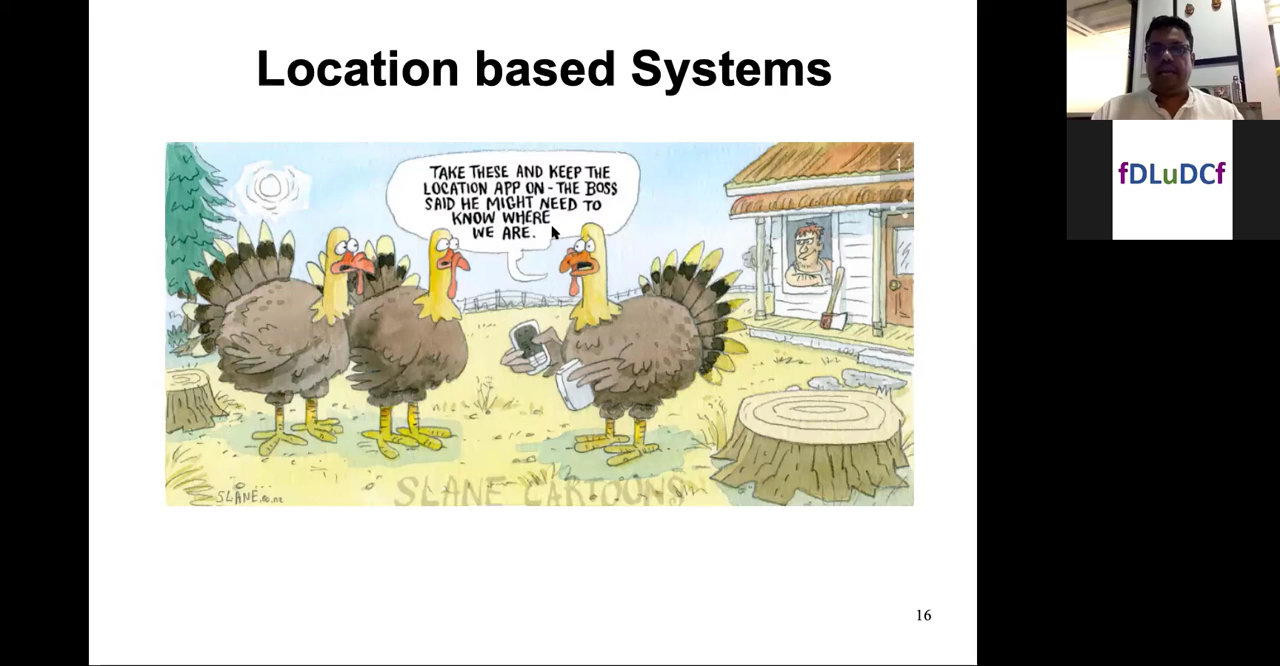 Location based Systems
TAKE THESE AND KEEP THE
LOCATION APP ON - THE BOSS
SAID HE MIGHT NEED TO
KNOW WHERE
WE ARE.
SLANE.co.nz
SLANE CARTOONS
16
fDLuDCf